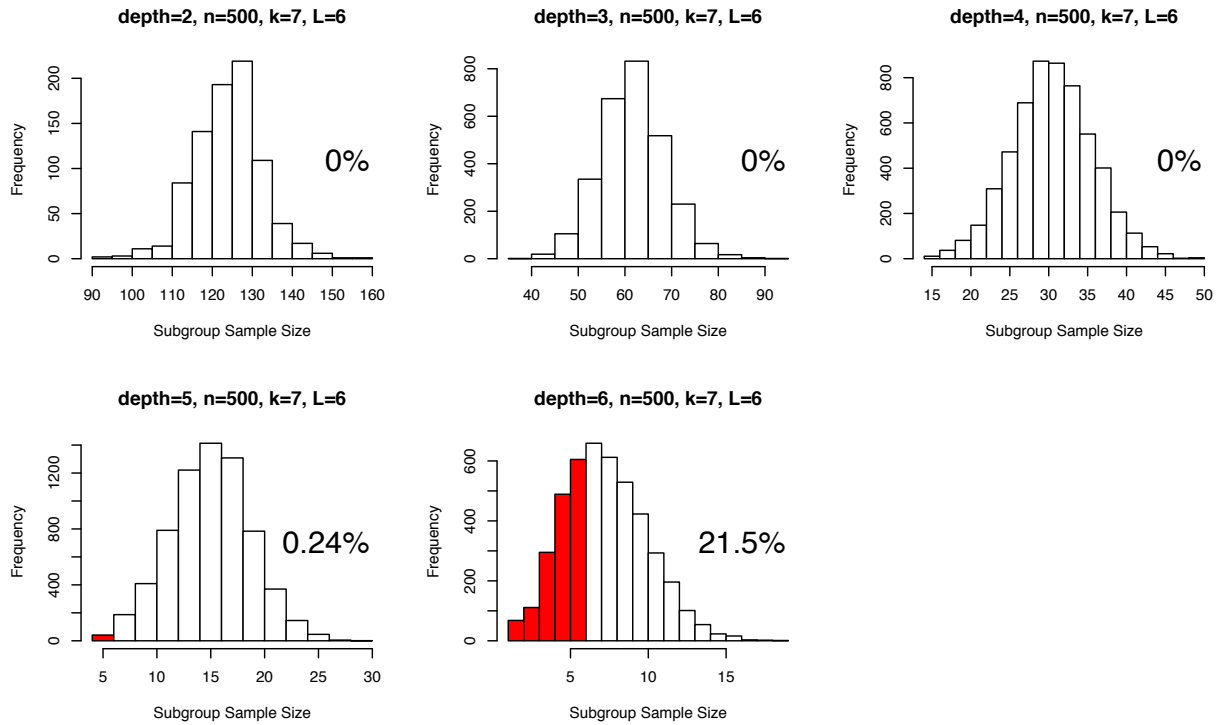 depth=2, n=500, k=7, L=6
Frequency
0 50 100 150 200
0%
90 100 110 120 130 140 150 160
Subgroup Sample Size
depth=3, n=500, k=7, L=6
Frequency
0 200 400 600 800
0%
40 50 60 70 80 90
Subgroup Sample Size
depth=4, n=500, k=7, L=6
Frequency
0 200 400 600 800
0%
15 20 25 30 35 40 45 50
Subgroup Sample Size
depth=5, n=500, k=7, L=6
Frequency
0 400 800 1200
0.24%
5 10 15 20 25 30
Subgroup Sample Size
depth=6, n=500, k=7, L=6
Frequency
0 200 400 600
21.5%
5 10 15
Subgroup Sample Size